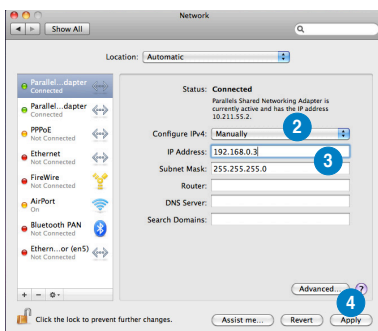 Network
Show All
Location: Automatic
Parallel...dapter
Connected
Parallel...dapter
Connected
PPPoE
Not Connected
Ethernet
Not Connected
FireWire
Not Connected
AirPort
On
Bluetooth PAN
Not Connected
Ethern...or (en5)
Not Connected
Status: Connected
Parallels Shared Networking Adapter is
currently active and has the IP address
10.211.55.2.
2
Configure IPv4: Manually
IP Address: 192.168.0.3
3
Subnet Mask: 255.255.255.0
Router:
DNS Server:
Search Domains:
Advanced... ?
+ -
4
Click the lock to prevent further changes.
Assist me... Revert Apply